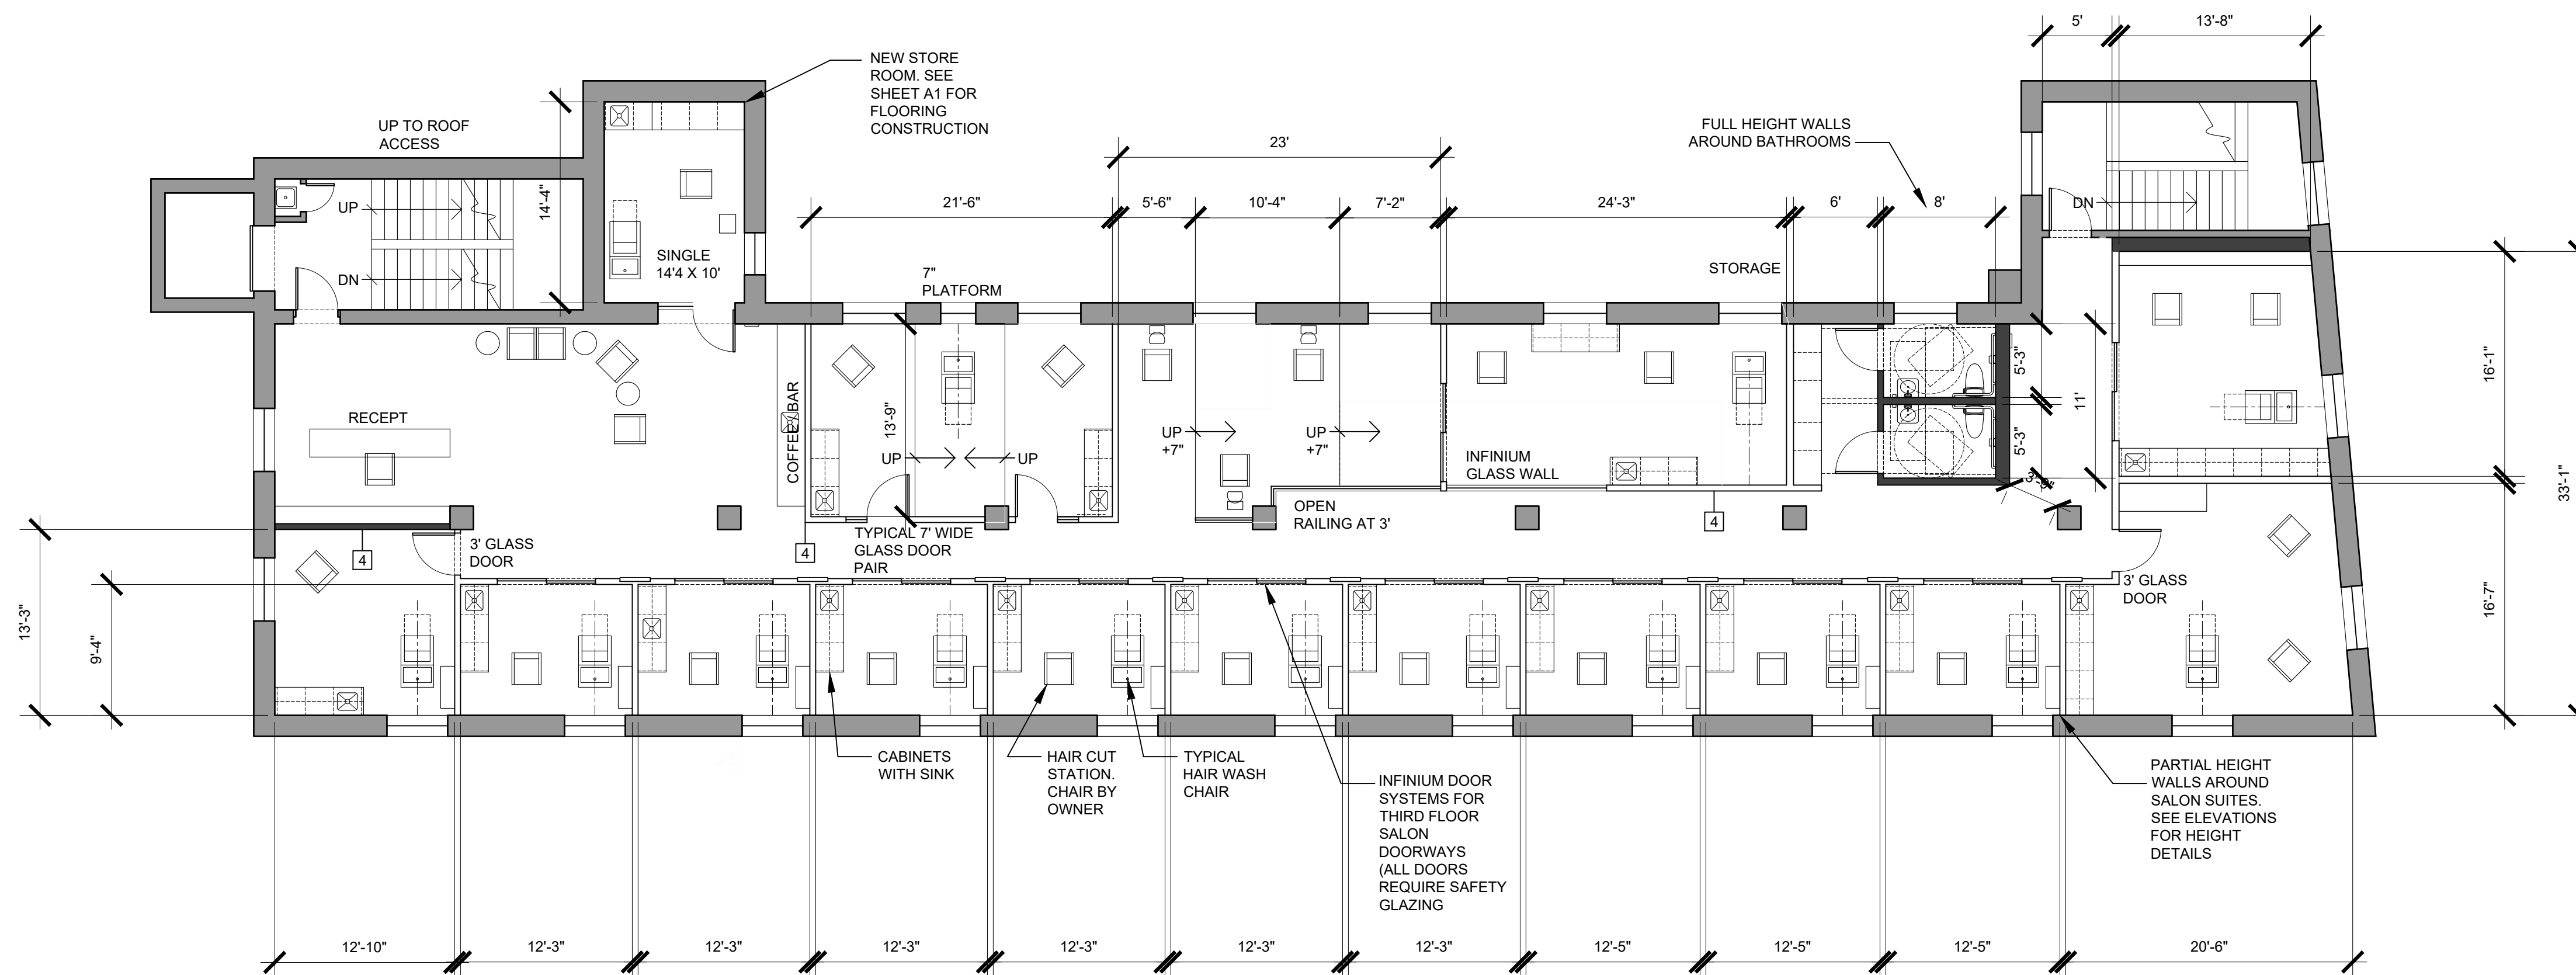 5'
13'-8"
NEW STORE
ROOM. SEE
SHEET A1 FOR
FLOORING
CONSTRUCTION
UP TO ROOF
ACCESS
FULL HEIGHT WALLS
AROUND BATHROOMS
23'
14'-4"
21'-6"
5'-6"
10'-4"
7'-2"
24'-3"
6'
8'
UP
DN
DN
SINGLE
14'4 X 10'
7"
PLATFORM
STORAGE
RECEPT
COFFEE / BAR
13'-9"
UP
UP
UP
+7"
UP
+7"
INFINIUM
GLASS WALL
5'-3"
5'-3"
11'
3'-9"
16'-1"
33'-1"
OPEN
RAILING AT 3'
4
4
4
3' GLASS
DOOR
TYPICAL 7' WIDE
GLASS DOOR
PAIR
3' GLASS
DOOR
13'-3"
9'-4"
16'-7"
CABINETS
WITH SINK
HAIR CUT
STATION.
CHAIR BY
OWNER
TYPICAL
HAIR WASH
CHAIR
INFINIUM DOOR
SYSTEMS FOR
THIRD FLOOR
SALON
DOORWAYS
(ALL DOORS
REQUIRE SAFETY
GLAZING
PARTIAL HEIGHT
WALLS AROUND
SALON SUITES.
SEE ELEVATIONS
FOR HEIGHT
DETAILS
12'-10"
12'-3"
12'-3"
12'-3"
12'-3"
12'-3"
12'-3"
12'-5"
12'-5"
12'-5"
20'-6"